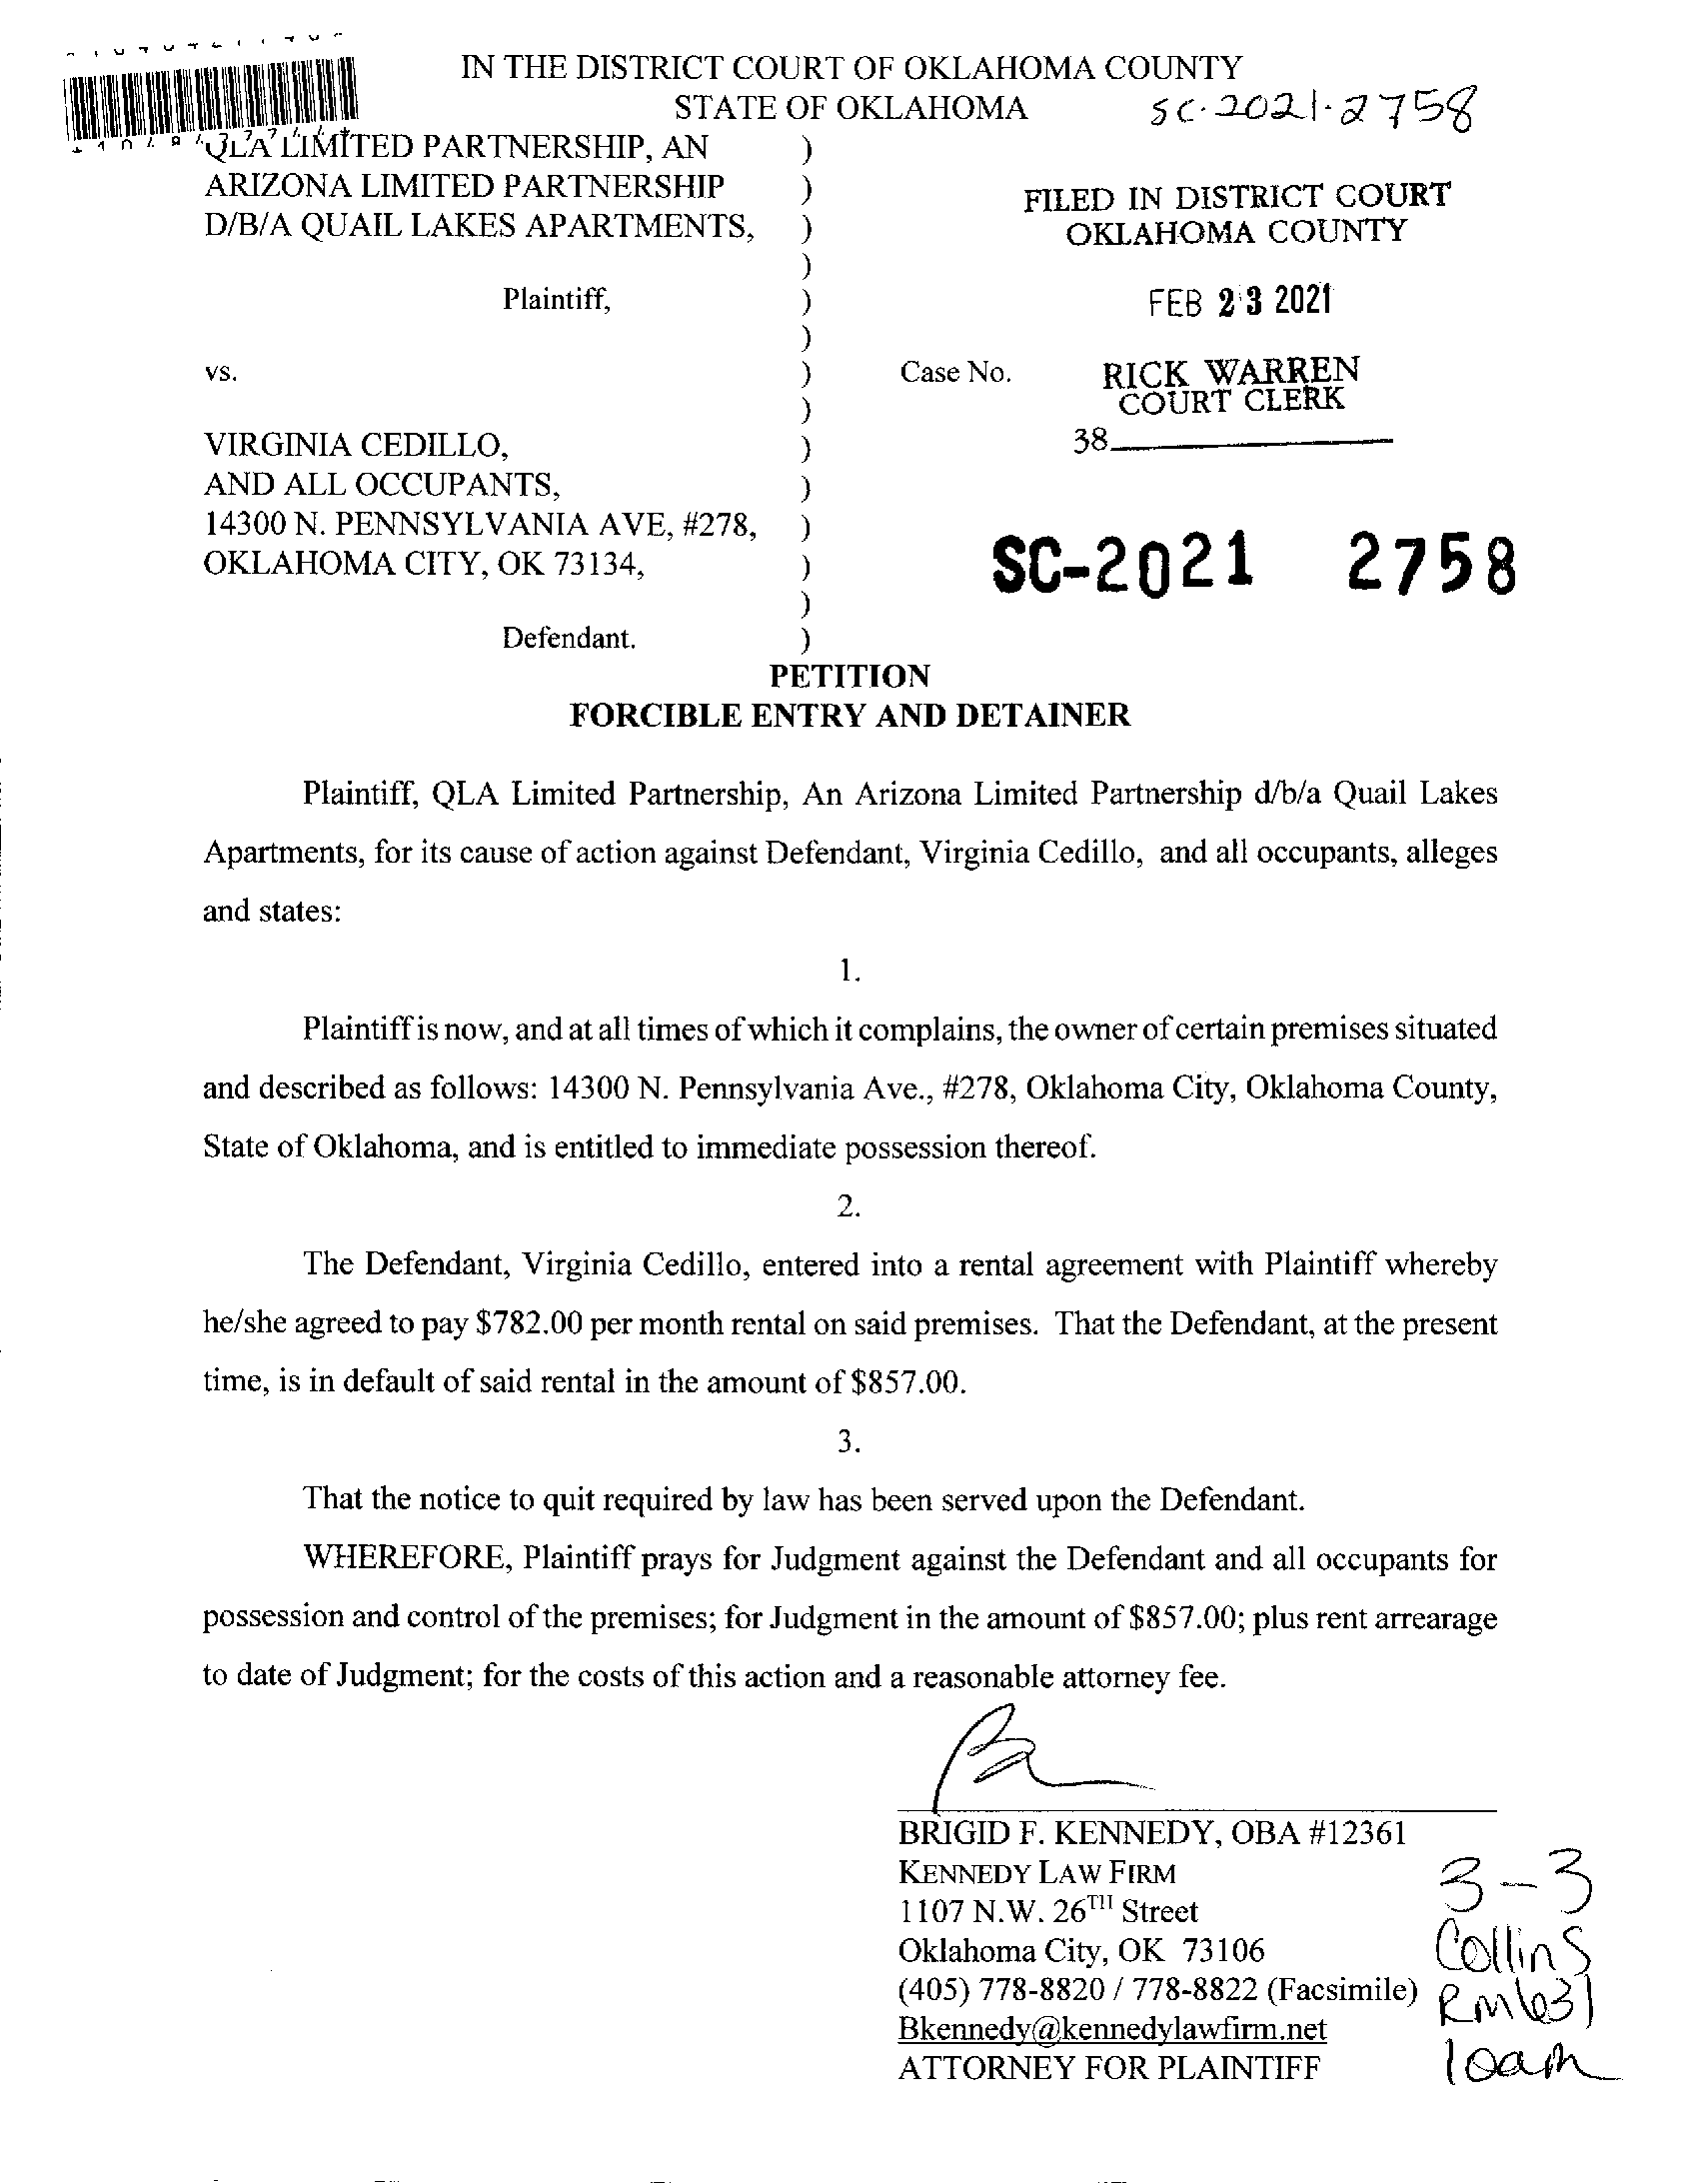 IN THE DISTRICT COURT OF OKLAHOMA COUNTY
STATE OF OKLAHOMA
SC-2021-2758
QLA LIMITED PARTNERSHIP, AN )
ARIZONA LIMITED PARTNERSHIP )
D/B/A QUAIL LAKES APARTMENTS, )
)
Plaintiff, )
)
vs. )
)
VIRGINIA CEDILLO, )
AND ALL OCCUPANTS, )
14300 N. PENNSYLVANIA AVE, #278, )
OKLAHOMA CITY, OK 73134, )
)
Defendant. )
FILED IN DISTRICT COURT
OKLAHOMA COUNTY
FEB 23 2021
Case No.
RICK WARREN
COURT CLERK
38
SC-2021 2758
PETITION
FORCIBLE ENTRY AND DETAINER
Plaintiff, QLA Limited Partnership, An Arizona Limited Partnership d/b/a Quail Lakes
Apartments, for its cause of action against Defendant, Virginia Cedillo, and all occupants, alleges
and states:
1.
Plaintiff is now, and at all times of which it complains, the owner of certain premises situated
and described as follows: 14300 N. Pennsylvania Ave., #278, Oklahoma City, Oklahoma County,
State of Oklahoma, and is entitled to immediate possession thereof.
2.
The Defendant, Virginia Cedillo, entered into a rental agreement with Plaintiff whereby
he/she agreed to pay $782.00 per month rental on said premises. That the Defendant, at the present
time, is in default of said rental in the amount of $857.00.
3.
That the notice to quit required by law has been served upon the Defendant.
WHEREFORE, Plaintiff prays for Judgment against the Defendant and all occupants for
possession and control of the premises; for Judgment in the amount of $857.00; plus rent arrearage
to date of Judgment; for the costs of this action and a reasonable attorney fee.
BRIGID F. KENNEDY, OBA #12361
KENNEDY LAW FIRM
1107 N.W. 26TH Street
Oklahoma City, OK 73106
(405) 778-8820 / 778-8822 (Facsimile)
Bkennedy@kennedylawfirm.net
ATTORNEY FOR PLAINTIFF
3-3
Collins
Rm 631
10am